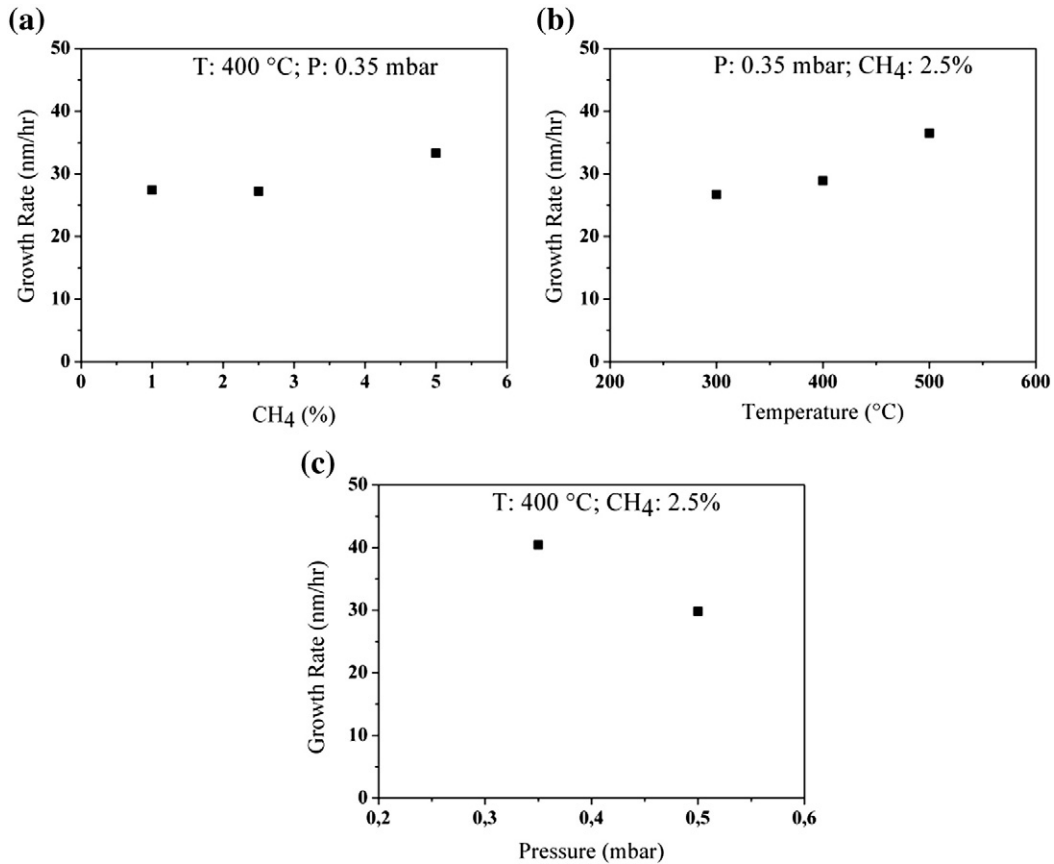 (a)
T: 400 °C; P: 0.35 mbar
Growth Rate (nm/hr)
50
40
30
20
10
0
0 1 2 3 4 5 6
CH4 (%)
(b)
P: 0.35 mbar; CH4: 2.5%
Growth Rate (nm/hr)
50
40
30
20
10
0
200 300 400 500 600
Temperature (°C)
(c)
T: 400 °C; CH4: 2.5%
Growth Rate (nm/hr)
50
40
30
20
10
0
0,2 0,3 0,4 0,5 0,6
Pressure (mbar)